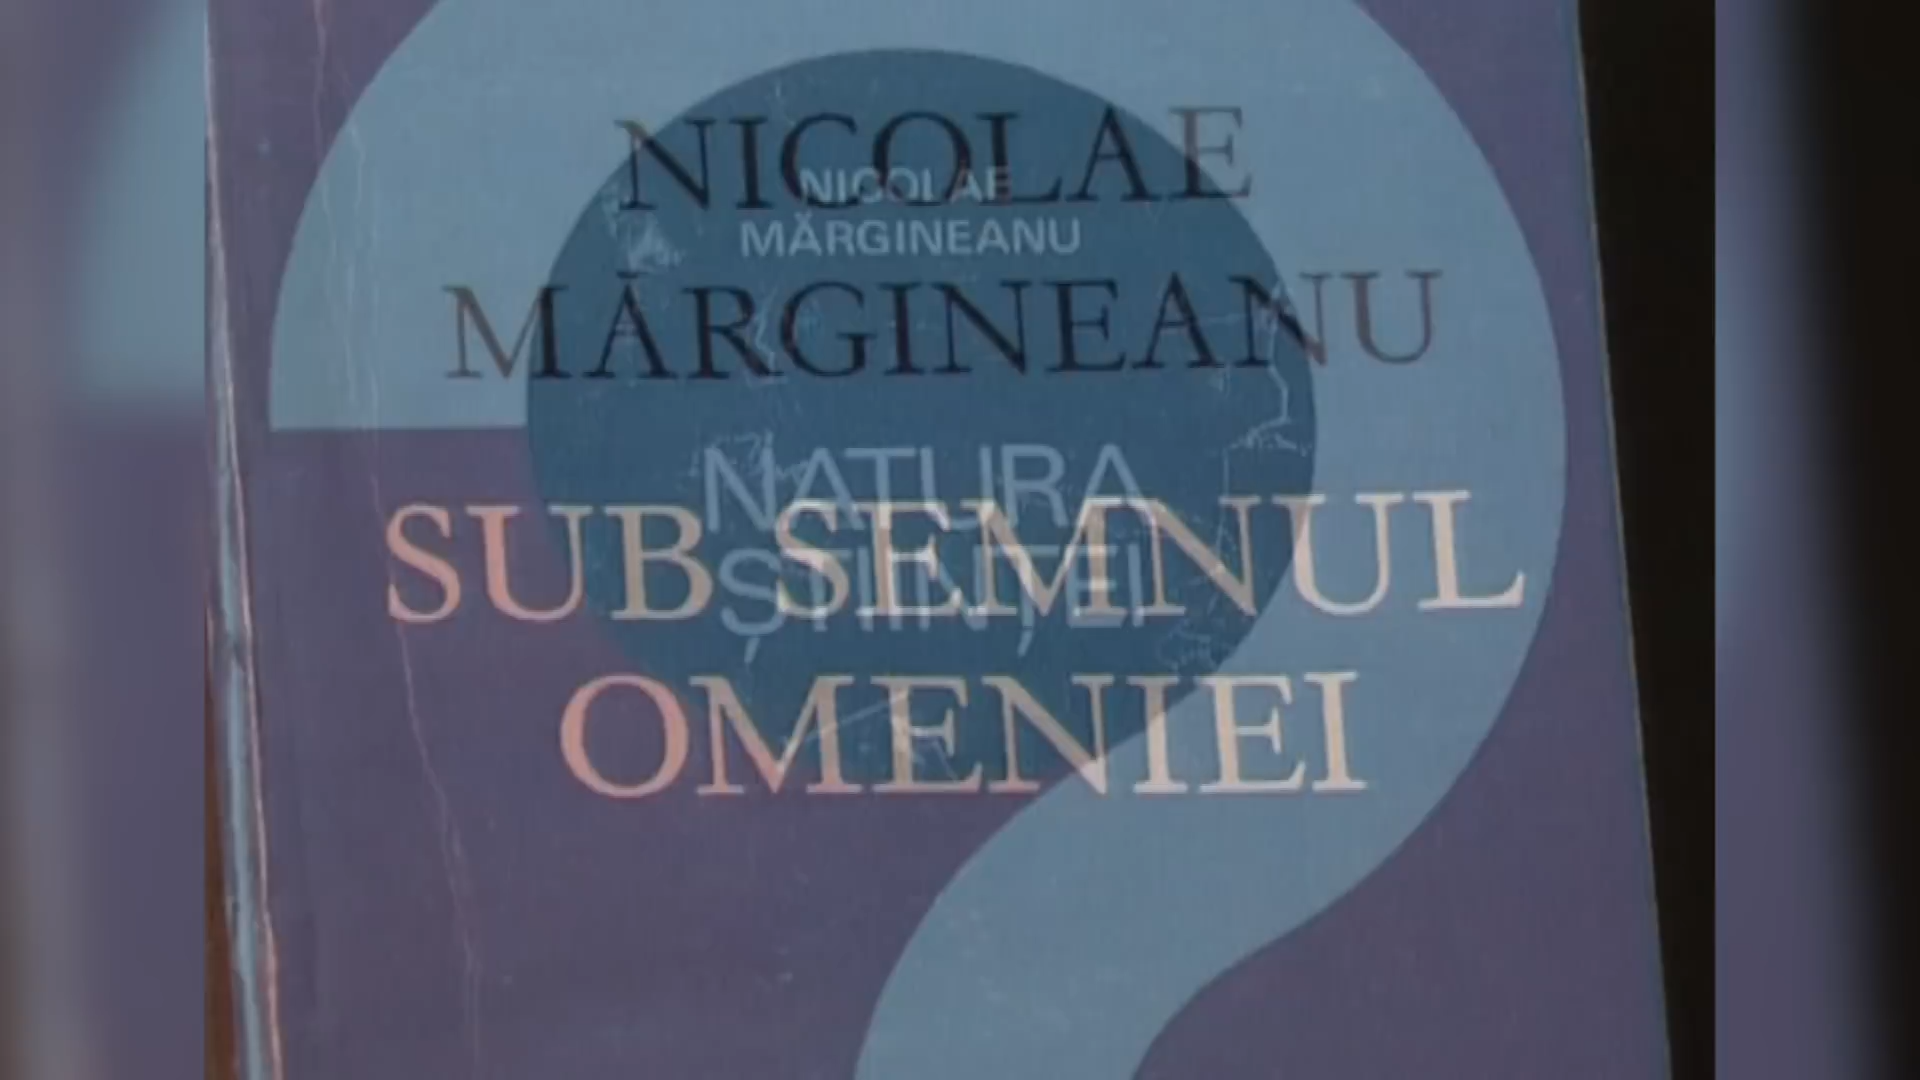 NICOLAE
MĂRGINEANU
SUB SEMNUL
OMENIEI
NICOLAE
MĂRGINEANU
NATURA
ȘTIINȚEI